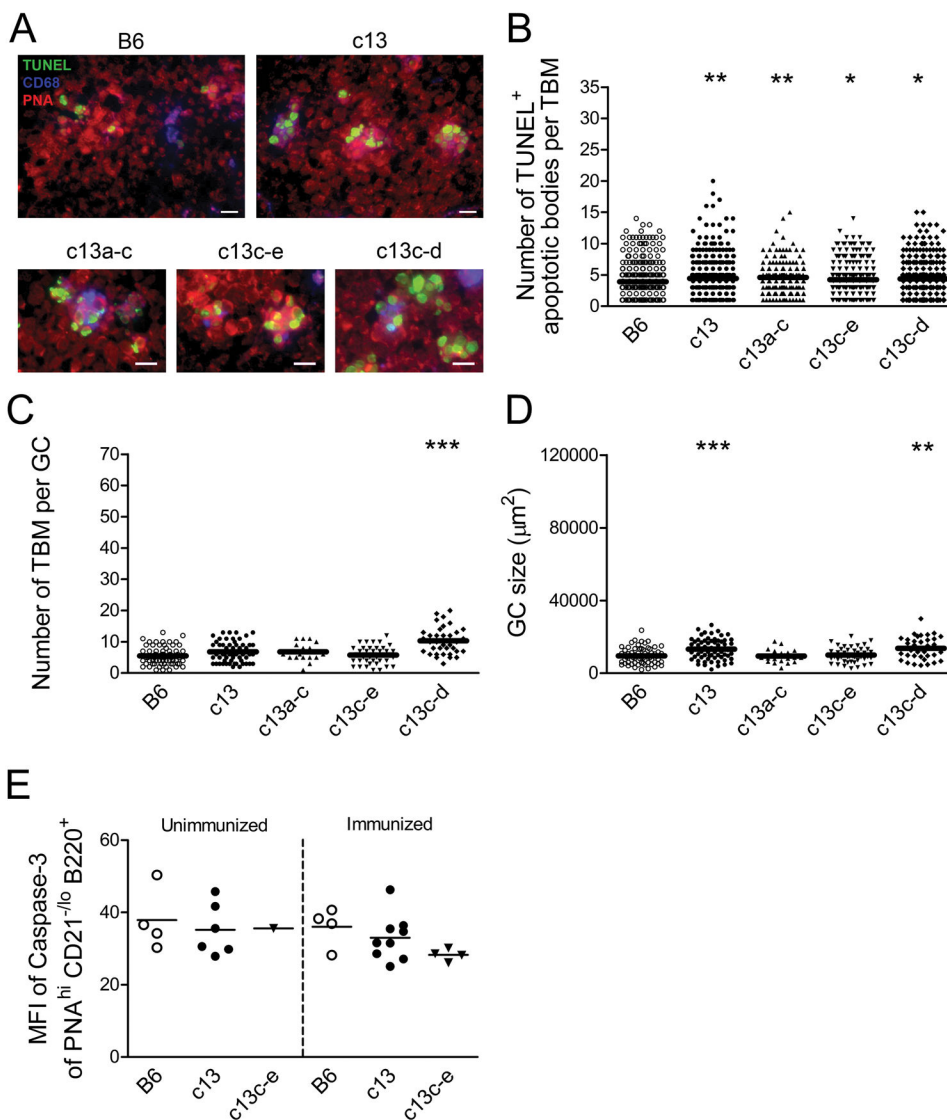 A
B6
c13
TUNEL
CD68
PNA
c13a-c
c13c-e
c13c-d
B
Number of TUNEL+
apoptotic bodies per TBM
** ** * *
35
30
25
20
15
10
5
0
B6 c13 c13a-c c13c-e c13c-d
C
Number of TBM per GC
***
70
60
50
40
30
20
10
0
B6 c13 c13a-c c13c-e c13c-d
D
GC size (µm²)
*** **
120000
80000
40000
0
B6 c13 c13a-c c13c-e c13c-d
E
MFI of Caspase-3
of PNAhi CD21-/lo B220+
Unimmunized Immunized
60
40
20
0
B6 c13 c13c-e B6 c13 c13c-e